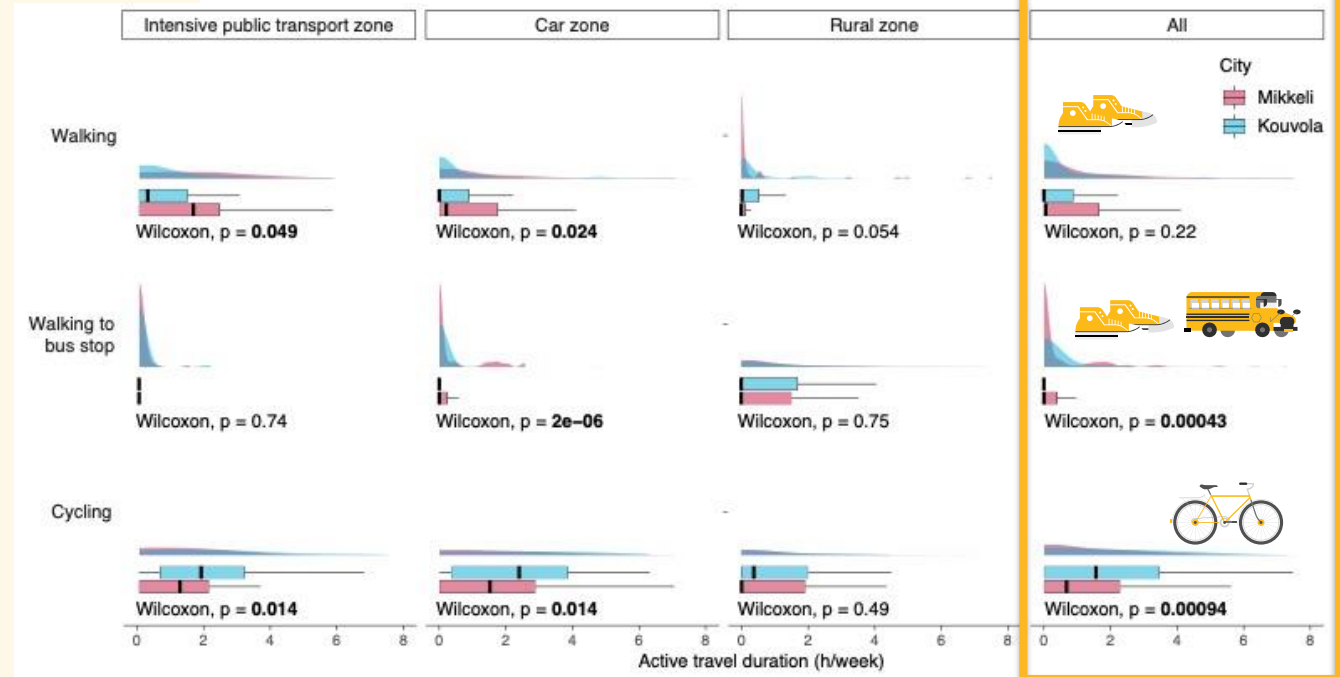 Intensive public transport zone
Car zone
Rural zone
All
City
Mikkeli
Kouvola
Walking
Wilcoxon, p = 0.049
Wilcoxon, p = 0.024
Wilcoxon, p = 0.054
Wilcoxon, p = 0.22
Walking to
bus stop
Wilcoxon, p = 0.74
Wilcoxon, p = 2e−06
Wilcoxon, p = 0.75
Wilcoxon, p = 0.00043
Cycling
Wilcoxon, p = 0.014
Wilcoxon, p = 0.014
Wilcoxon, p = 0.49
Wilcoxon, p = 0.00094
0 2 4 6 8
0 2 4 6 8
0 2 4 6 8
0 2 4 6 8
Active travel duration (h/week)